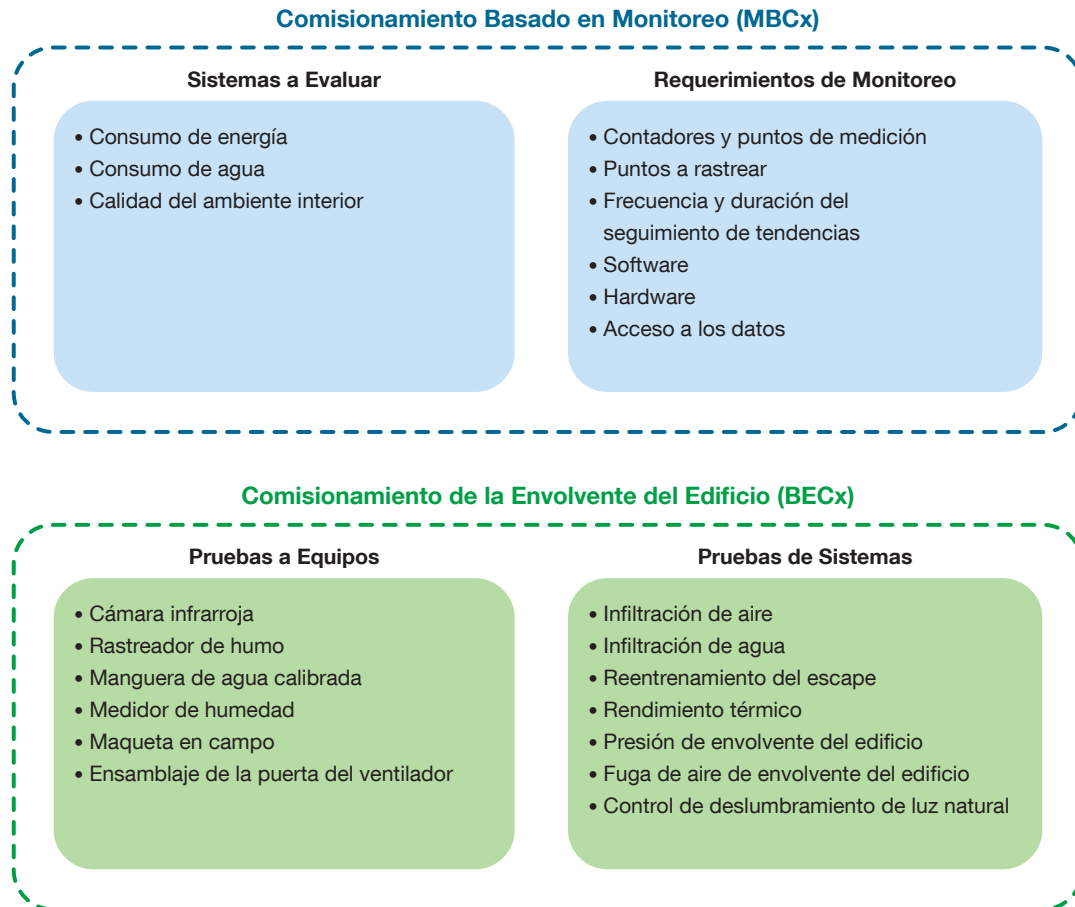 Comisionamiento Basado en Monitoreo (MBCx)
Sistemas a Evaluar
• Consumo de energía
• Consumo de agua
• Calidad del ambiente interior
Requerimientos de Monitoreo
• Contadores y puntos de medición
• Puntos a rastrear
• Frecuencia y duración del
seguimiento de tendencias
• Software
• Hardware
• Acceso a los datos
Comisionamiento de la Envolvente del Edificio (BECx)
Pruebas a Equipos
• Cámara infrarroja
• Rastreador de humo
• Manguera de agua calibrada
• Medidor de humedad
• Maqueta en campo
• Ensamblaje de la puerta del ventilador
Pruebas de Sistemas
• Infiltración de aire
• Infiltración de agua
• Reentrenamiento del escape
• Rendimiento térmico
• Presión de envolvente del edificio
• Fuga de aire de envolvente del edificio
• Control de deslumbramiento de luz natural